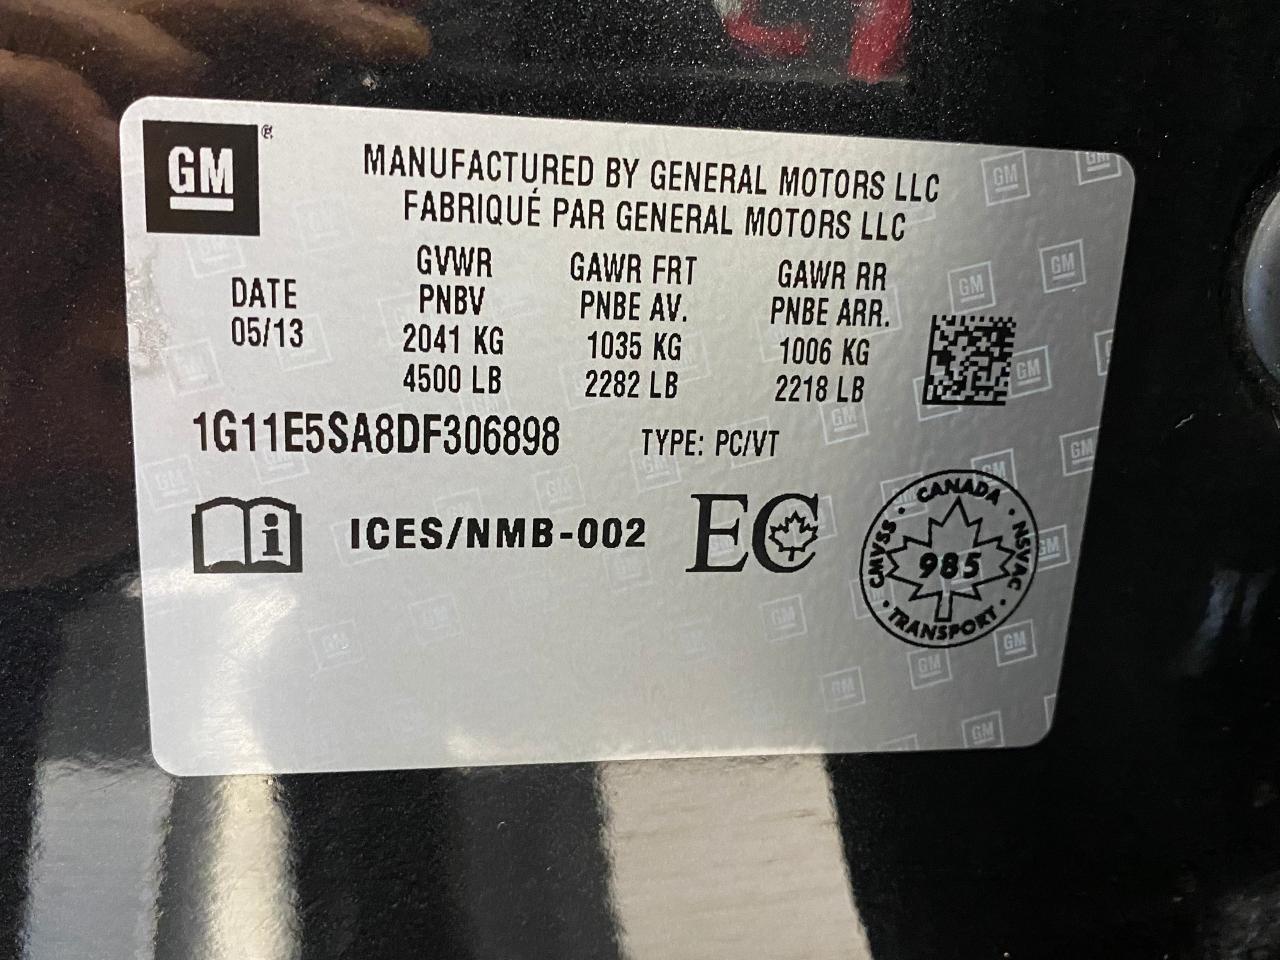 GM
MANUFACTURED BY GENERAL MOTORS LLC
FABRIQUÉ PAR GENERAL MOTORS LLC
DATE
05/13
GVWR
PNBV
2041 KG
4500 LB
GAWR FRT
PNBE AV.
1035 KG
2282 LB
GAWR RR
PNBE ARR.
1006 KG
2218 LB
1G11E5SA8DF306898 TYPE: PC/VT
i ICES/NMB-002 EC
CANADA
CMVSS · 985 · NSVAC
TRANSPORT